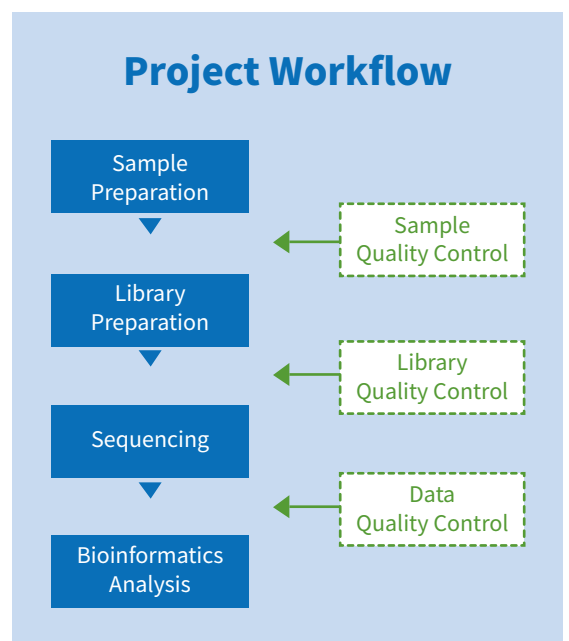 Project Workflow
Sample
Preparation
Sample
Quality Control
Library
Preparation
Library
Quality Control
Sequencing
Data
Quality Control
Bioinformatics
Analysis